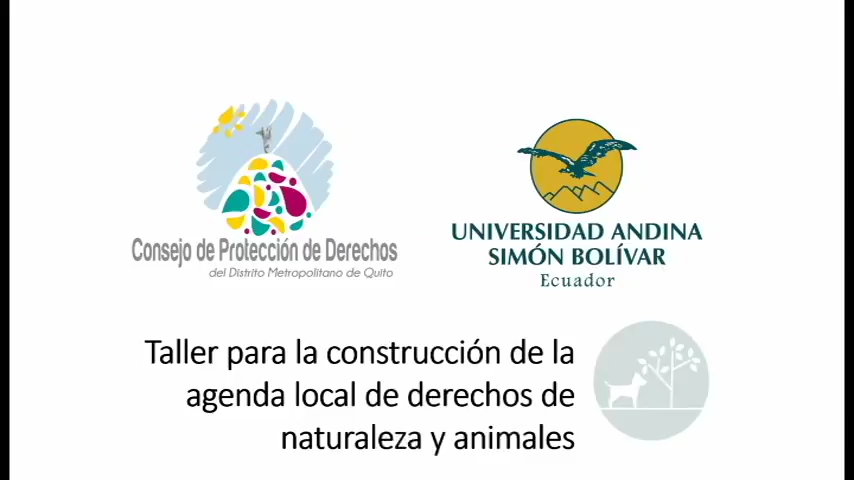 Consejo de Protección de Derechos
del Distrito Metropolitano de Quito
UNIVERSIDAD ANDINA
SIMÓN BOLÍVAR
Ecuador
Taller para la construcción de la
agenda local de derechos de
naturaleza y animales